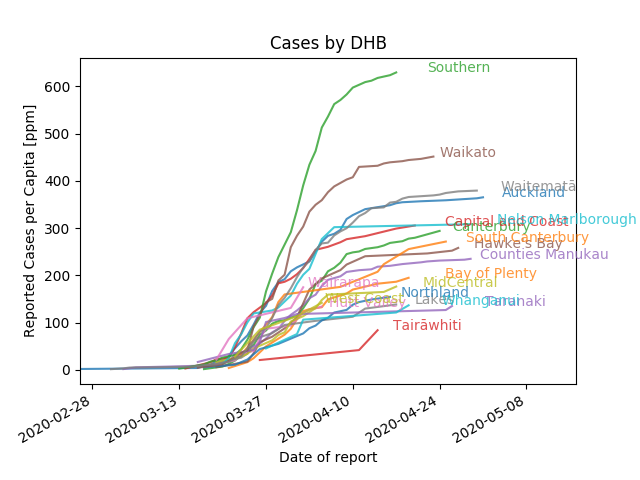 Cases by DHB
Reported Cases per Capita [ppm]
600
500
400
300
200
100
0
Southern
Waikato
Waitematā
Auckland
Nelson Marlborough
Capital and Coast
Canterbury
South Canterbury
Hawke's Bay
Counties Manukau
Bay of Plenty
MidCentral
Wairarapa
Northland
West Coast
Hutt Valley
Lakes
Whanganui
Taranaki
Tairāwhiti
2020-02-28
2020-03-13
2020-03-27
2020-04-10
2020-04-24
2020-05-08
Date of report